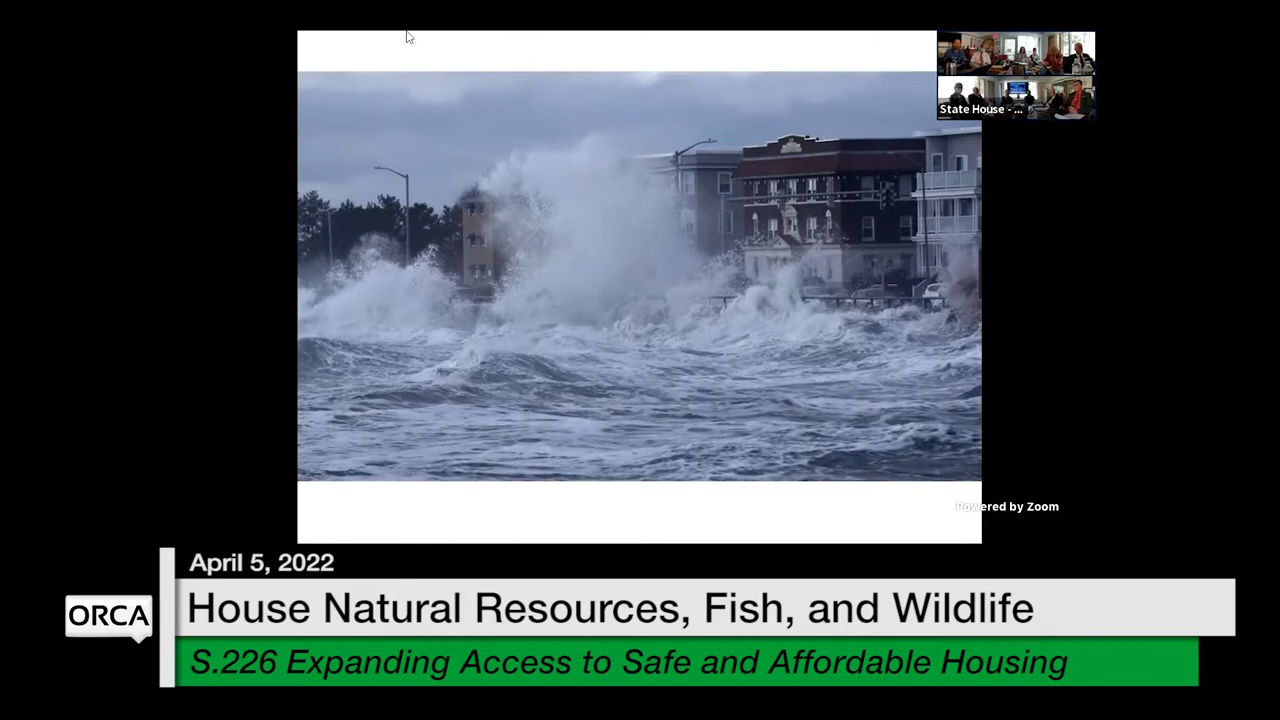 State House - ...
Powered by Zoom
April 5, 2022
House Natural Resources, Fish, and Wildlife
ORCA
S.226 Expanding Access to Safe and Affordable Housing